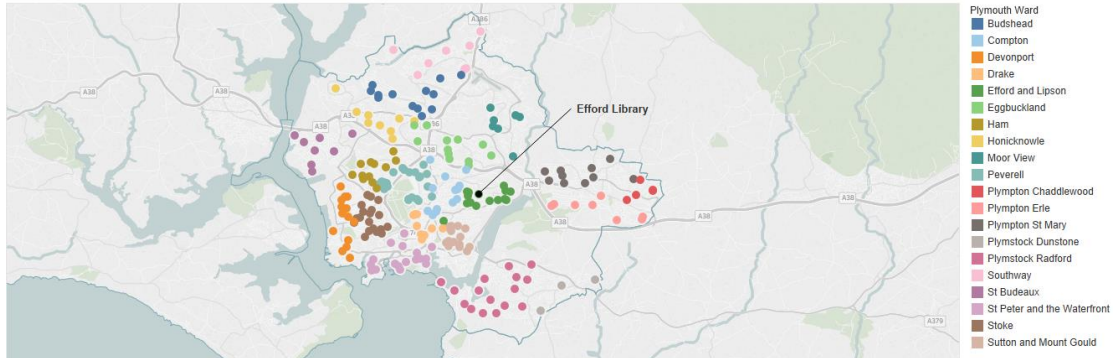 A386
A38
A38
A38
A38
Efford Library
A38
A38
A38
A379
Plymouth Ward
Budshead
Compton
Devonport
Drake
Efford and Lipson
Eggbuckland
Ham
Honicknowle
Moor View
Peverell
Plympton Chaddlewood
Plympton Erle
Plympton St Mary
Plymstock Dunstone
Plymstock Radford
Southway
St Budeaux
St Peter and the Waterfront
Stoke
Sutton and Mount Gould